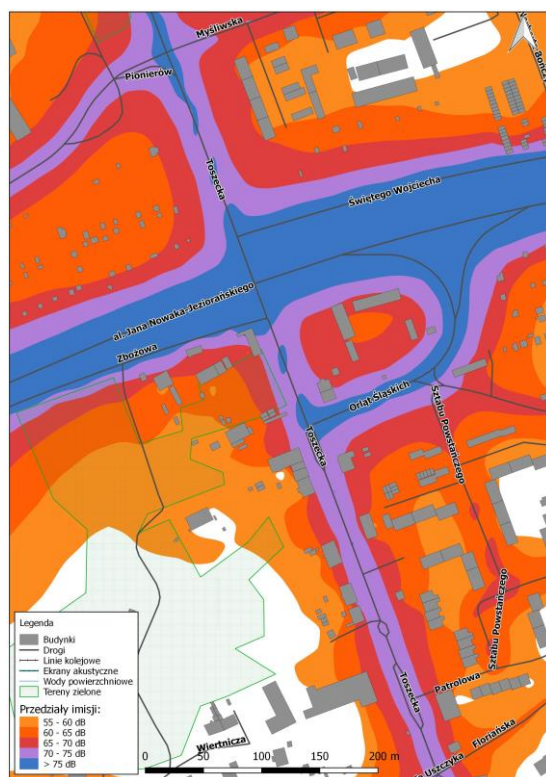 Myśliwska
Pionierów
Toszecka
Świętego Wojciecha
al. Jana Nowaka-Jeziorańskiego
Zbożowa
Orląt Śląskich
Sztabu Powstańczego
Toszecka
Sztabu Powstańczego
Patrolowa
Toszecka
Floriańska
Uszczyka
Wiertnicza
Legenda
Budynki
Drogi
Linie kolejowe
Ekrany akustyczne
Wody powierzchniowe
Tereny zielone
Przedziały imisji:
55 - 60 dB
60 - 65 dB
65 - 70 dB
70 - 75 dB
> 75 dB
0 50 100 150 200 m